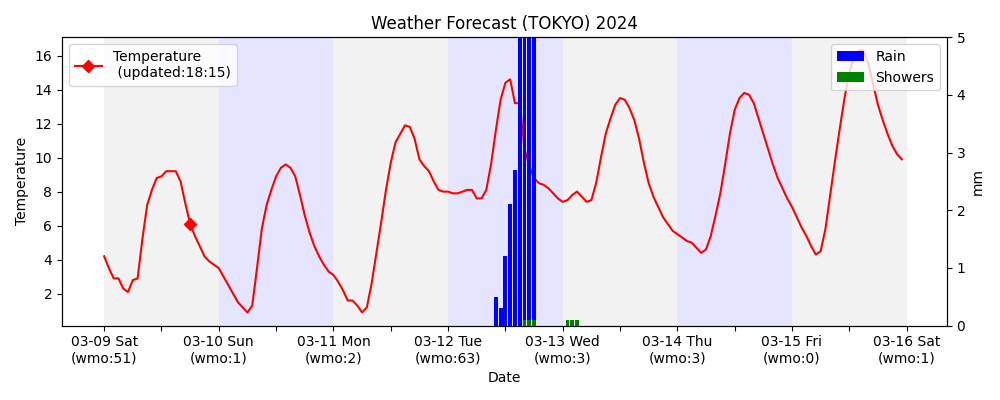 Weather Forecast (TOKYO) 2024
Temperature
(updated:18:15)
Rain
Showers
16
14
12
10
8
6
4
2
Temperature
5
4
3
2
1
0
mm
03-09 Sat
(wmo:51)
03-10 Sun
(wmo:1)
03-11 Mon
(wmo:2)
03-12 Tue
(wmo:63)
03-13 Wed
(wmo:3)
03-14 Thu
(wmo:3)
03-15 Fri
(wmo:0)
03-16 Sat
(wmo:1)
Date